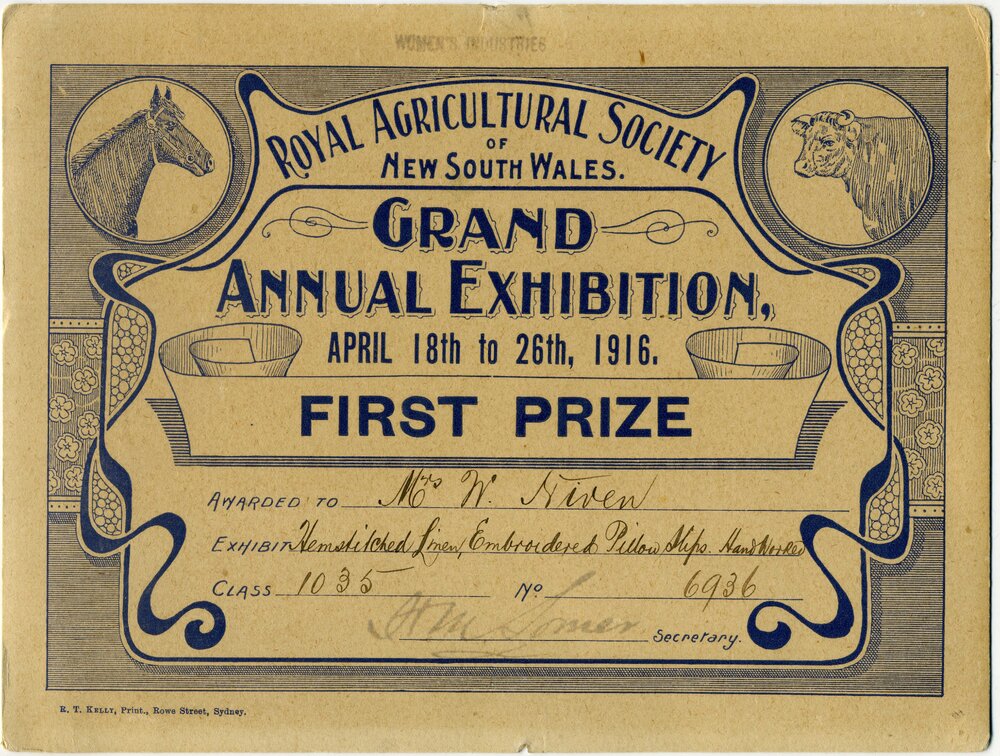 WOMEN'S INDUSTRIES
ROYAL AGRICULTURAL SOCIETY
OF
NEW SOUTH WALES.
GRAND
ANNUAL EXHIBITION,
APRIL 18th to 26th, 1916.
FIRST PRIZE
AWARDED TO Mrs W. Niven
EXHIBIT Hemstitched Linen Embroidered Pillow Slips. Hand Worked
CLASS 1035 No 6936
Secretary.
R. T. KELLY, Print., Rowe Street, Sydney.